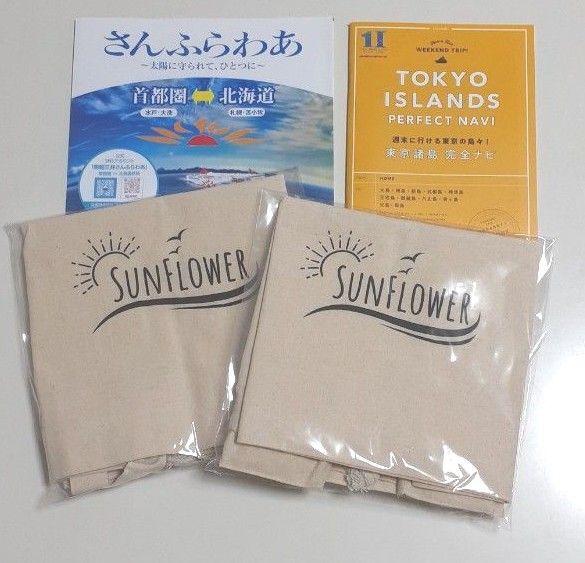 さんふらわあ
～太陽に守られて、ひとつに～
首都圏 北海道
水戸・大洗 札幌・苫小牧
WEEKEND TRIP!
TOKYO
ISLANDS
PERFECT NAVI
週末に行ける東京の島々！
東京諸島 完全ナビ
SUNFLOWER
SUNFLOWER